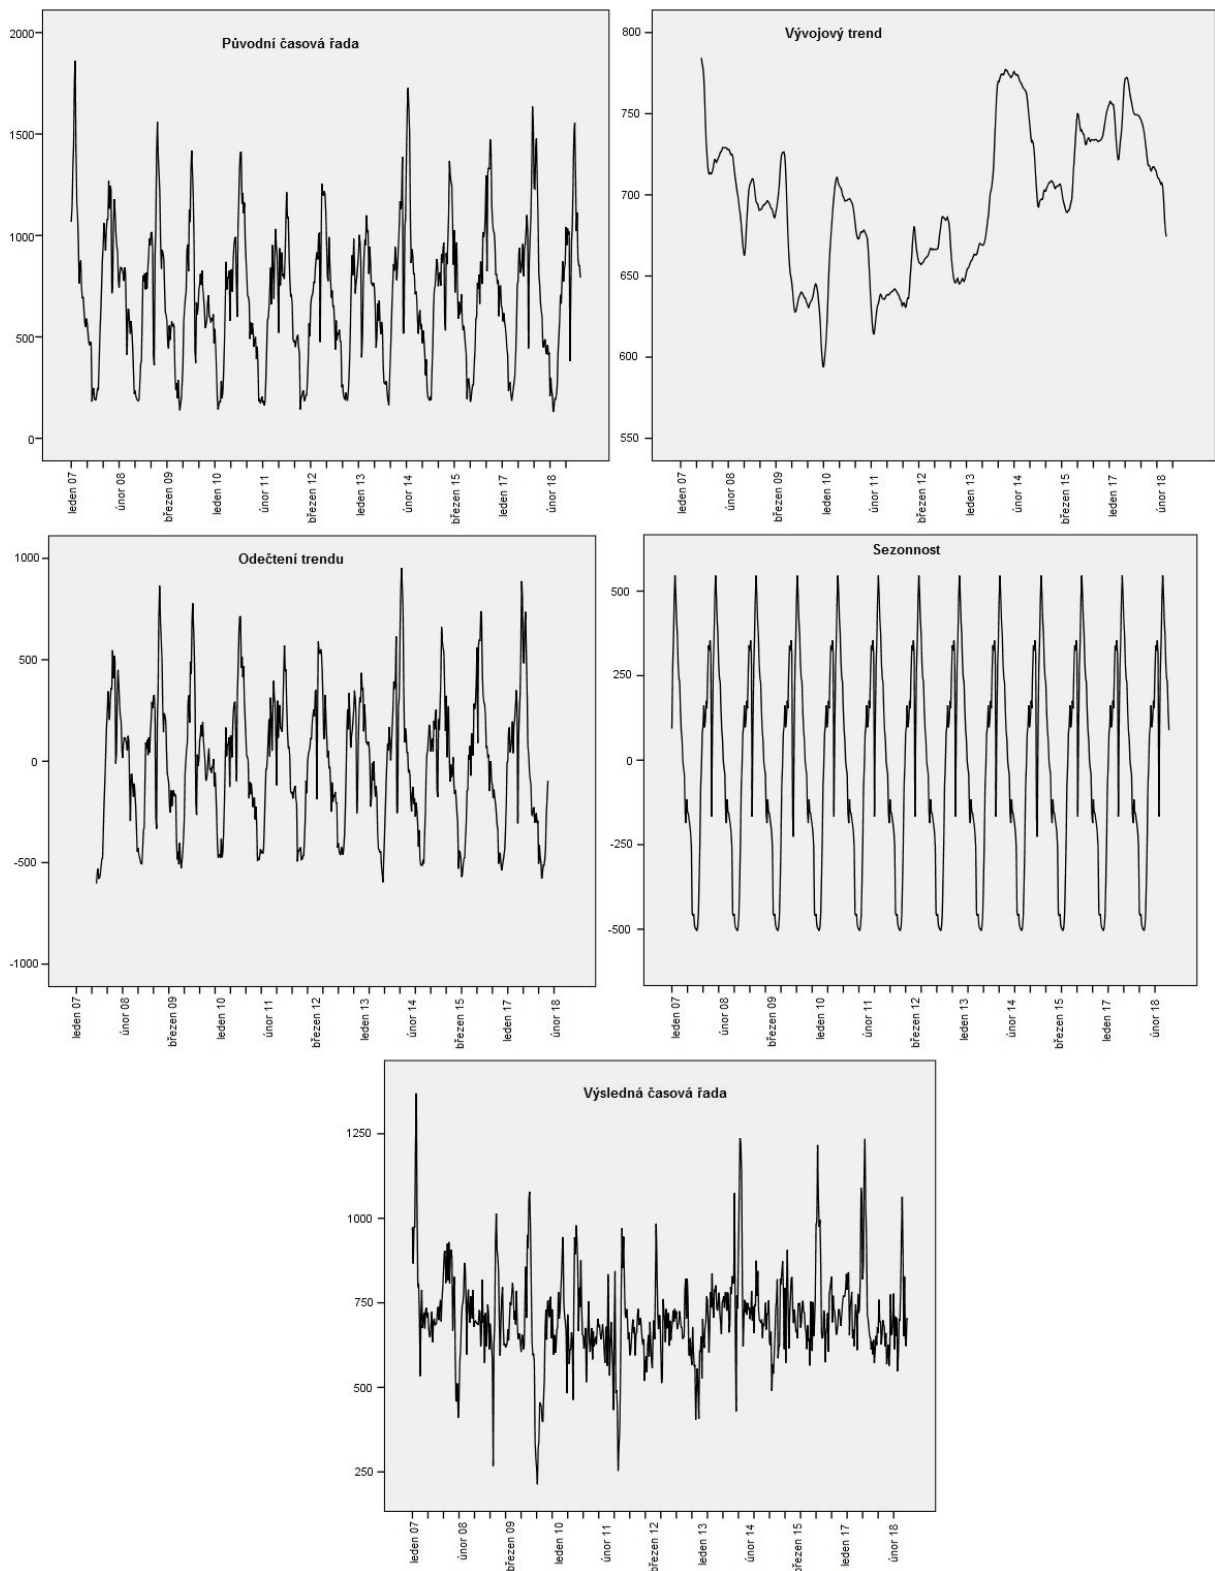 Původní časová řada
2000
1500
1000
500
0
leden 07
únor 08
březen 09
leden 10
únor 11
březen 12
leden 13
únor 14
březen 15
leden 17
únor 18
Vývojový trend
800
750
700
650
600
550
leden 07
únor 08
březen 09
leden 10
únor 11
březen 12
leden 13
únor 14
březen 15
leden 17
únor 18
Odečtení trendu
1000
500
0
-500
-1000
leden 07
únor 08
březen 09
leden 10
únor 11
březen 12
leden 13
únor 14
březen 15
leden 17
únor 18
Sezonnost
500
250
0
-250
-500
leden 07
únor 08
březen 09
leden 10
únor 11
březen 12
leden 13
únor 14
březen 15
leden 17
únor 18
Výsledná časová řada
1250
1000
750
500
250
leden 07
únor 08
březen 09
leden 10
únor 11
březen 12
leden 13
únor 14
březen 15
leden 17
únor 18